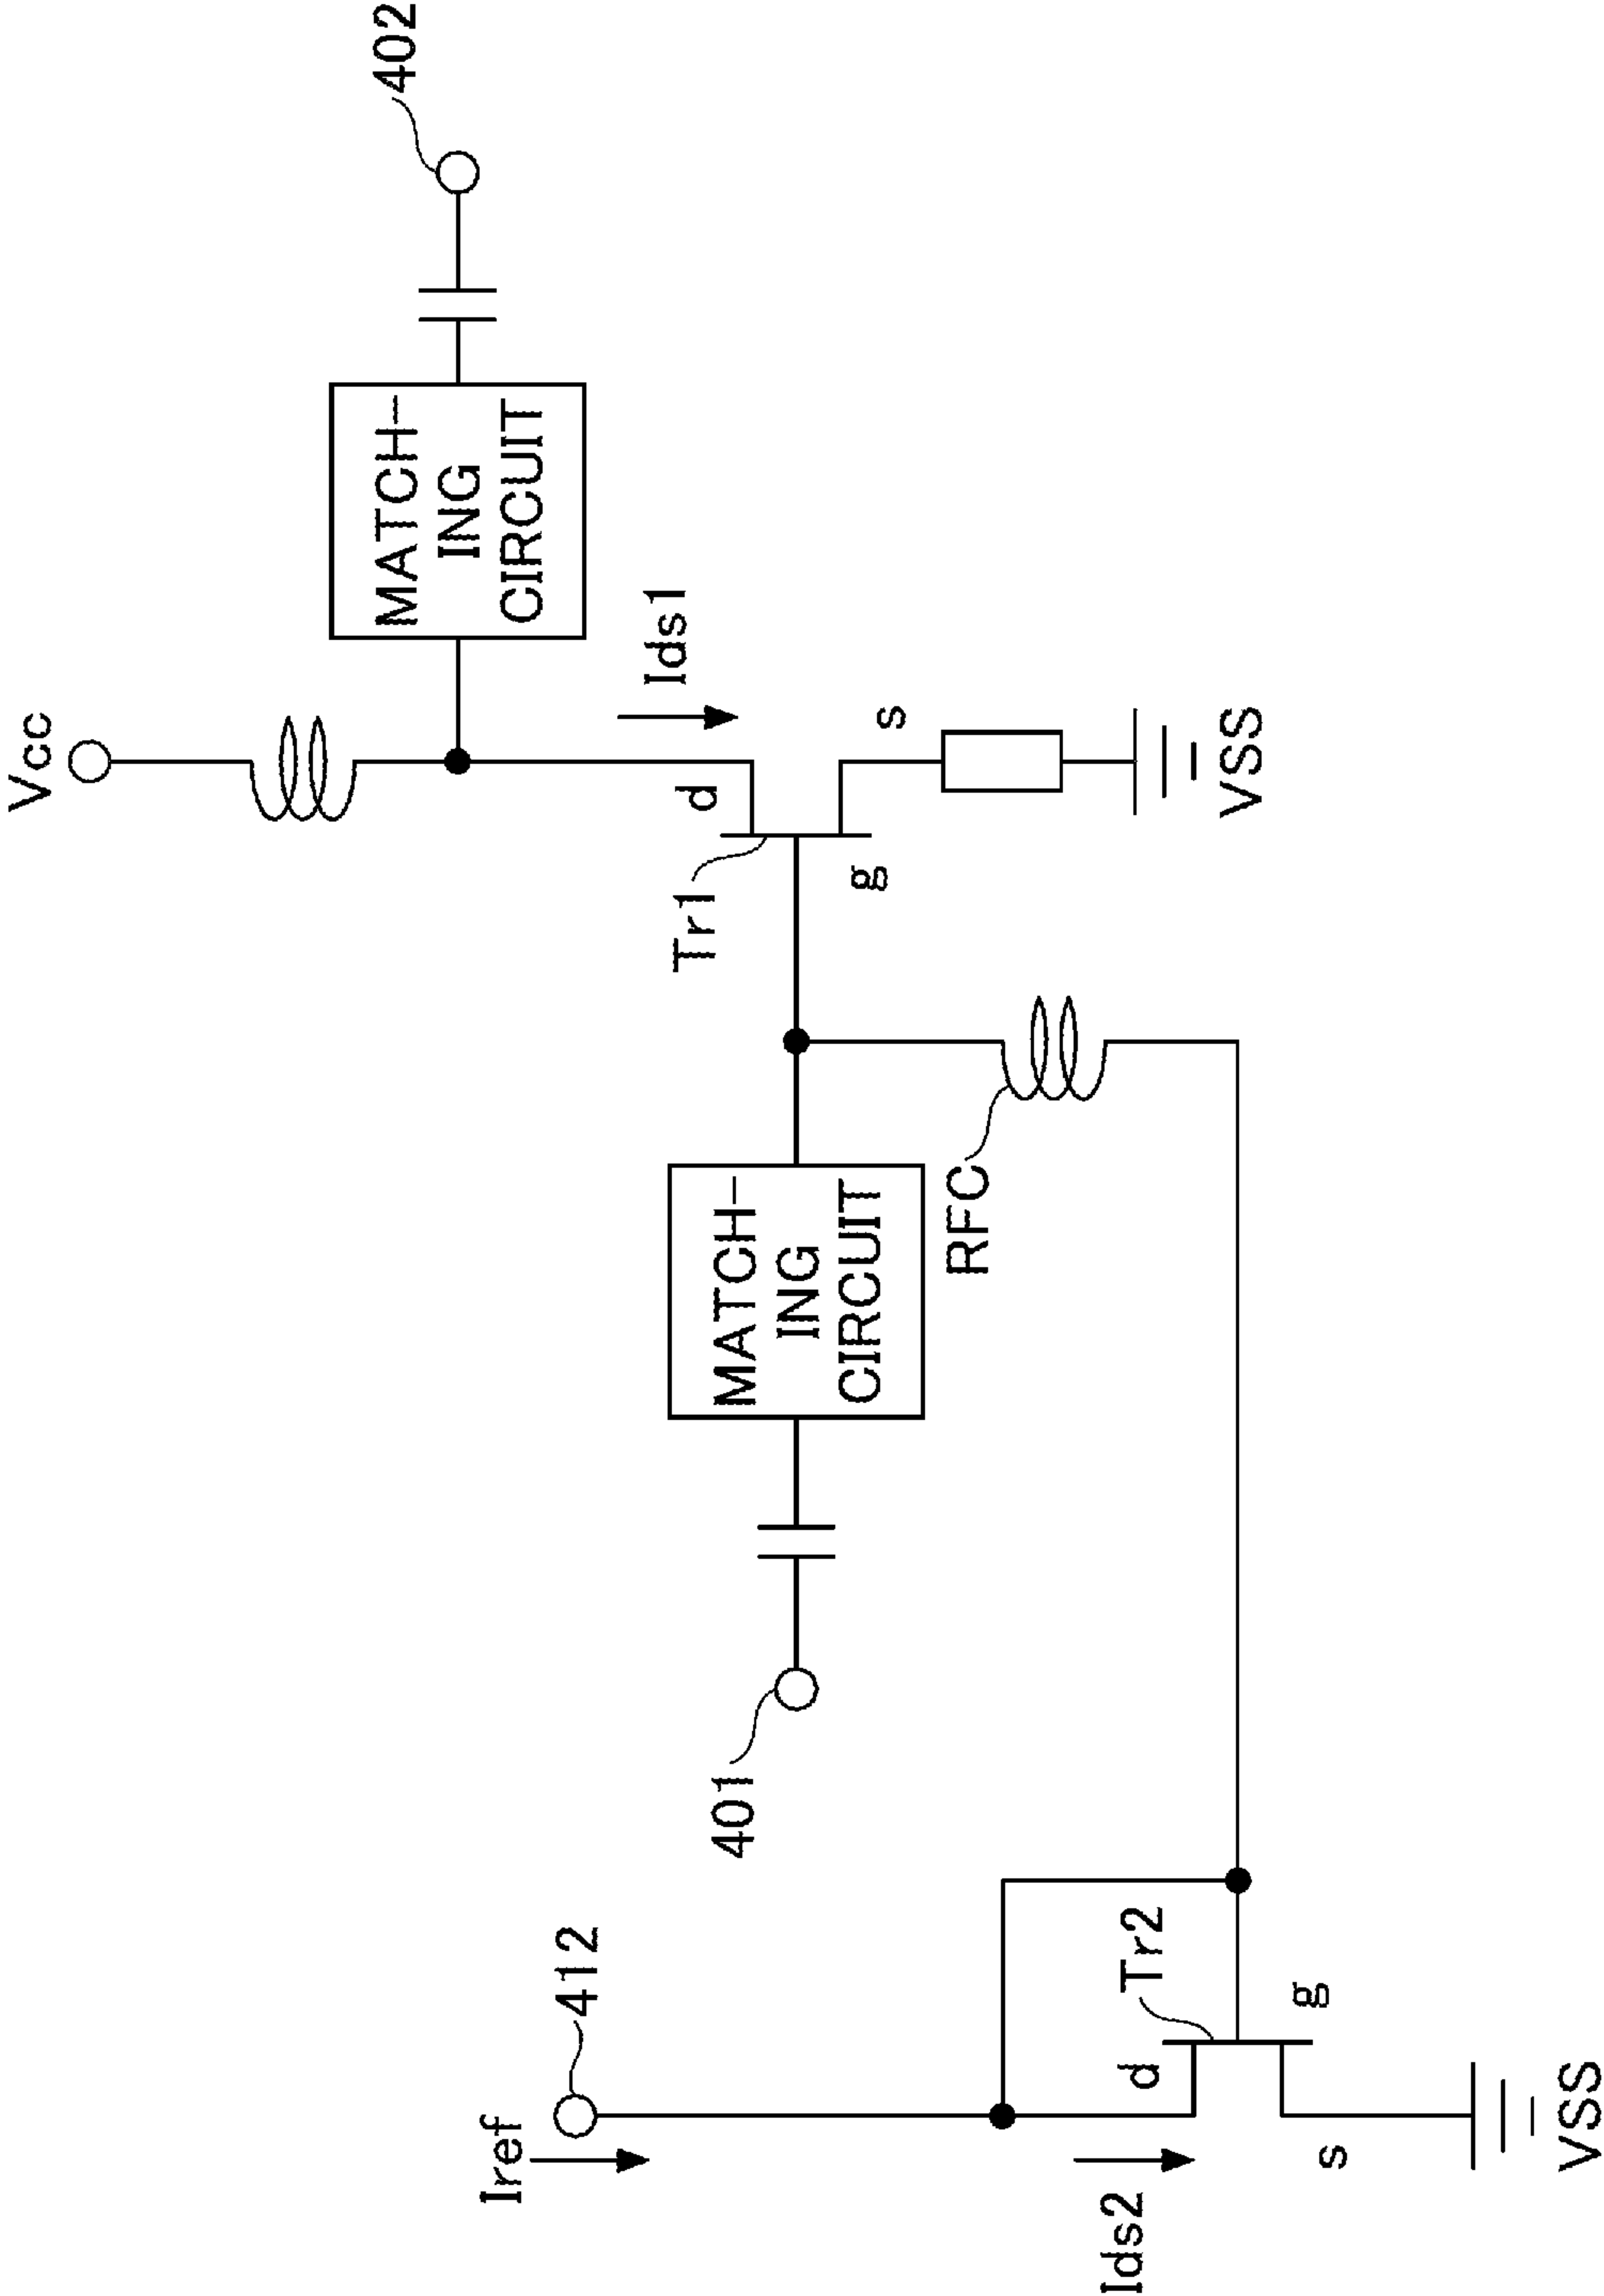 Vcc
402
MATCH-
ING
CIRCUIT
Iref
412
Ids1
Tr1
d
401
MATCH-
ING
CIRCUIT
g
s
RFC
Ids2
d
Tr2
VSS
g
s
VSS